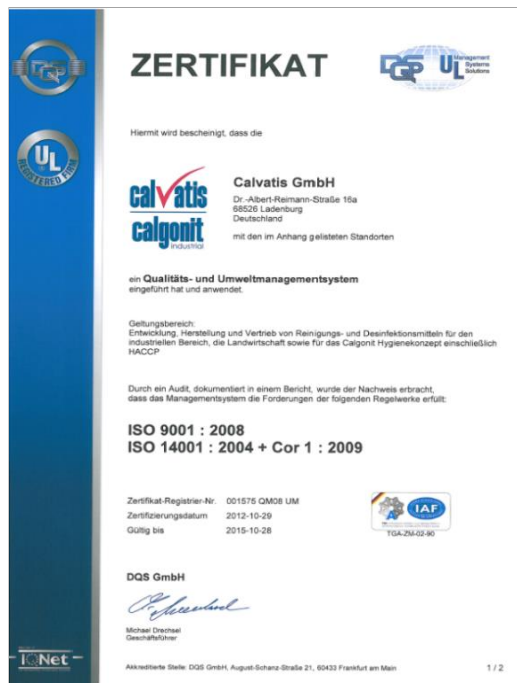 ZERTIFIKAT
DQS
DQS
UL
Management
Systems
Solutions
UL
REGISTERED FIRM
Hiermit wird bescheinigt, dass die
calvatis
calgonit
industrial
Calvatis GmbH
Dr.-Albert-Reimann-Straße 16a
68526 Ladenburg
Deutschland
mit den im Anhang gelisteten Standorten
ein Qualitäts- und Umweltmanagementsystem
eingeführt hat und anwendet.
Geltungsbereich:
Entwicklung, Herstellung und Vertrieb von Reinigungs- und Desinfektionsmitteln für den
industriellen Bereich, die Landwirtschaft sowie für das Calgonit Hygienekonzept einschließlich
HACCP
Durch ein Audit, dokumentiert in einem Bericht, wurde der Nachweis erbracht,
dass das Managementsystem die Forderungen der folgenden Regelwerke erfüllt:
ISO 9001 : 2008
ISO 14001 : 2004 + Cor 1 : 2009
Zertifikat-Registrier-Nr. 001575 QM08 UM
Zertifizierungsdatum 2012-10-29
Gültig bis 2015-10-28
IAF
TGA-ZM-02-90
DQS GmbH
Michael Drechsel
Geschäftsführer
IQNet
Akkreditierte Stelle: DQS GmbH, August-Schanz-Straße 21, 60433 Frankfurt am Main
1 / 2